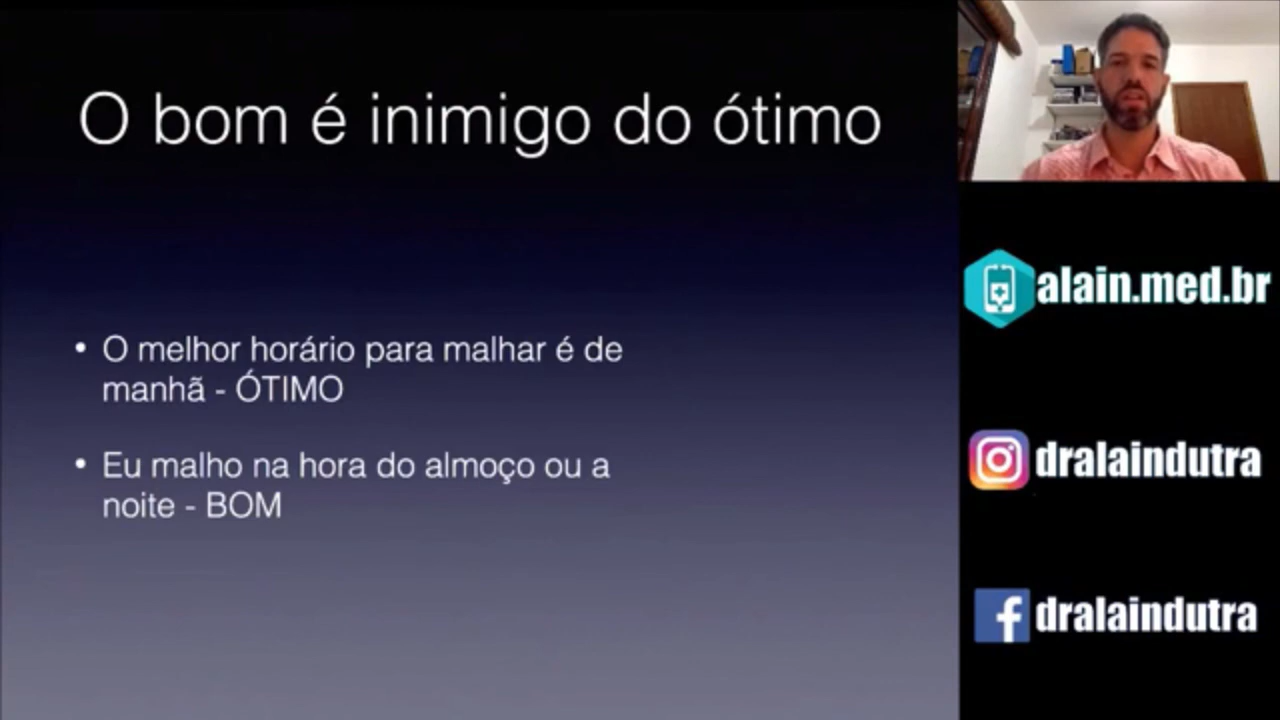 O bom é inimigo do ótimo
• O melhor horário para malhar é de
manhã - ÓTIMO
• Eu malho na hora do almoço ou a
noite - BOM
alain.med.br
dralaindutra
dralaindutra